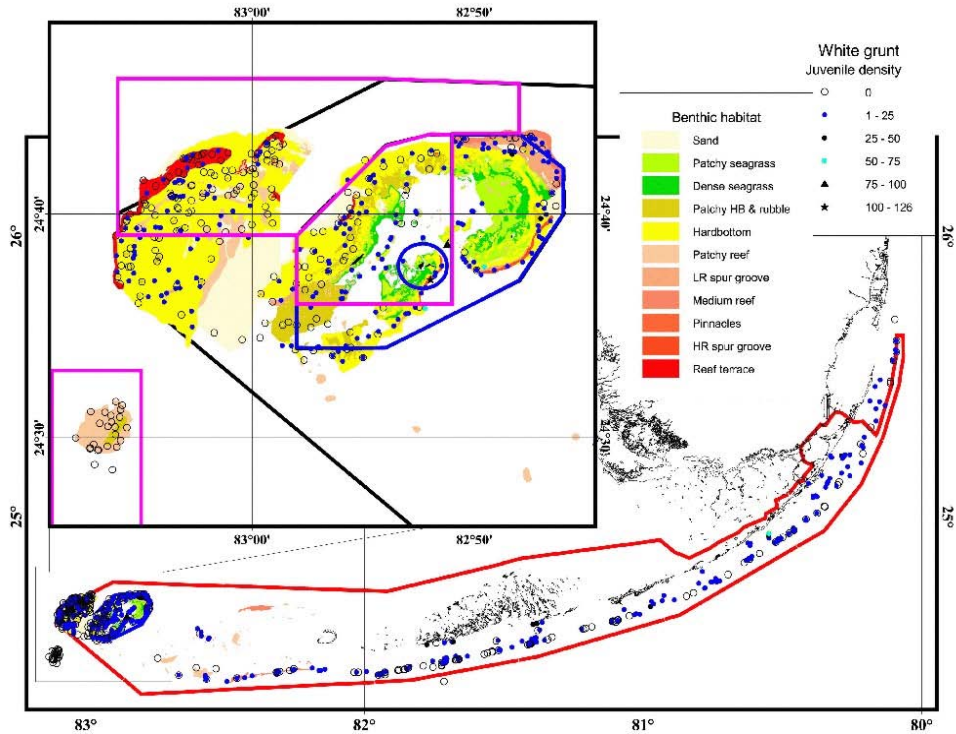 83°00' 82°50'
White grunt
Juvenile density
0
1 - 25
25 - 50
50 - 75
75 - 100
100 - 126
Benthic habitat
Sand
Patchy seagrass
Dense seagrass
Patchy HB & rubble
Hardbottom
Patchy reef
LR spur groove
Medium reef
Pinnacles
HR spur groove
Reef terrace
26° 24°40' 24°40' 26°
24°30' 24°30'
25° 25°
83°00' 82°50'
83° 82° 81° 80°